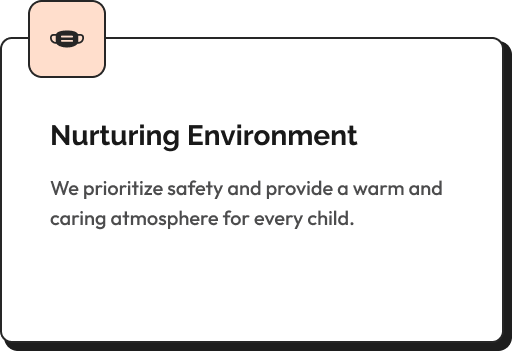 Nurturing Environment
We prioritize safety and provide a warm and
caring atmosphere for every child.